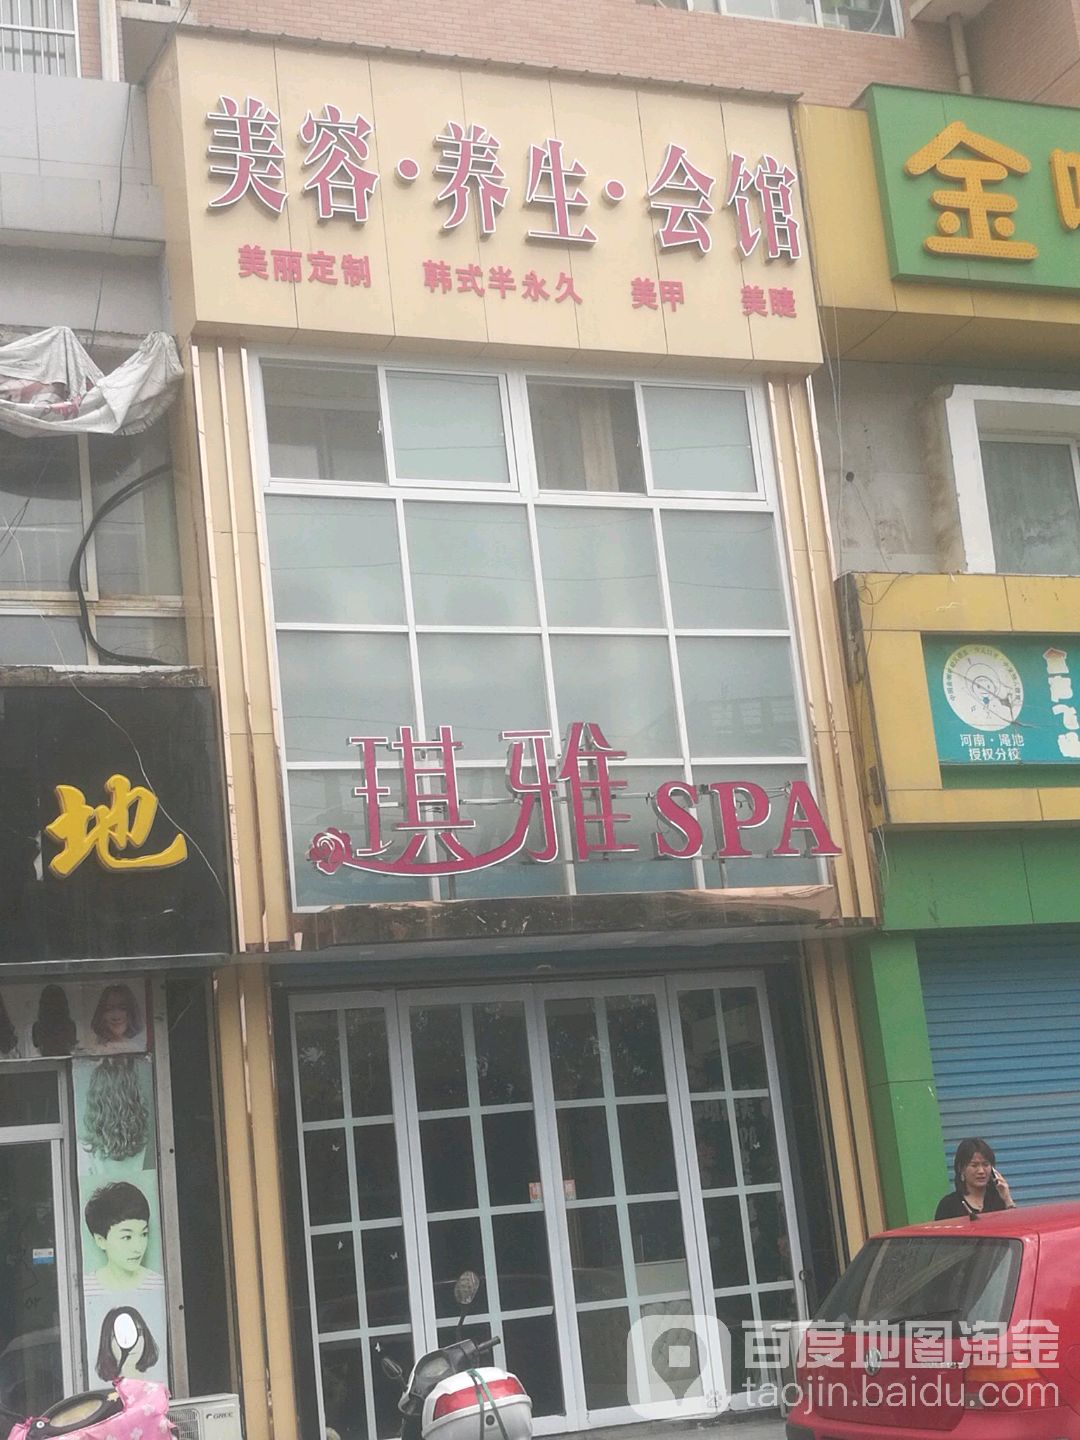 美容·养生·会馆
美丽定制 韩式半永久 美甲 美睫
金
河南·渑池
授权分校
地
琪雅SPA
GREE
百度地图淘金
taojin.baidu.com